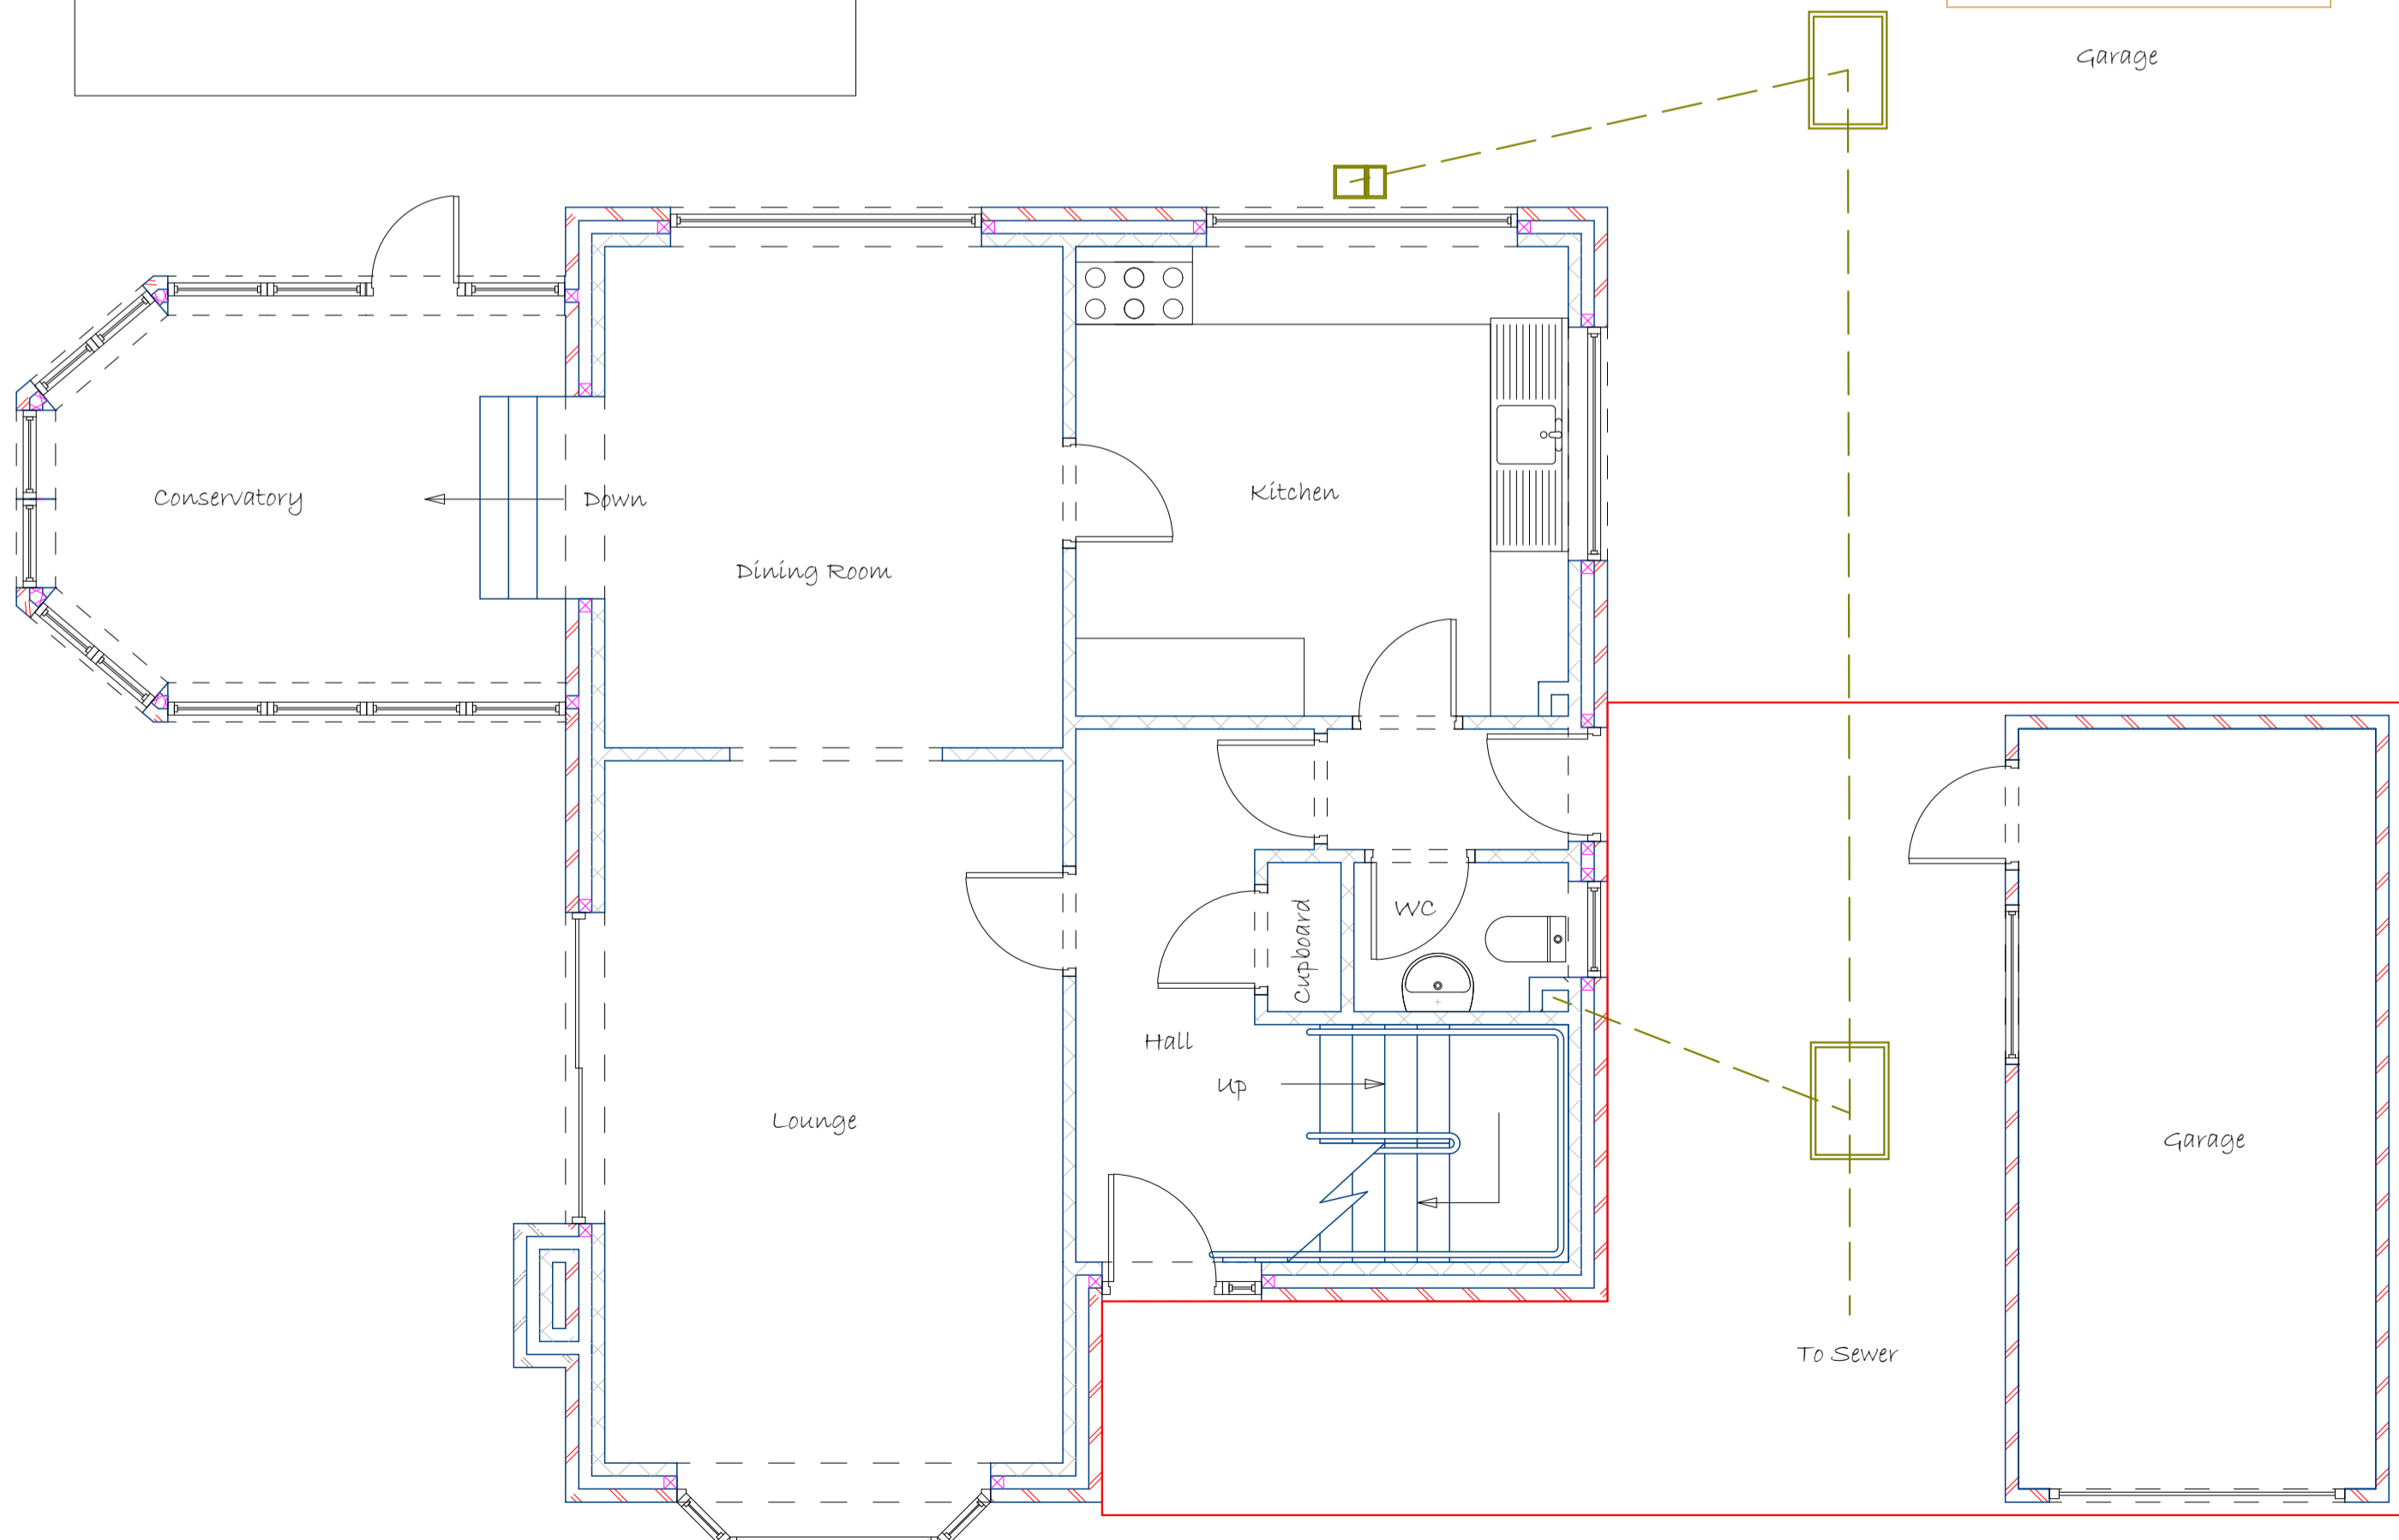 Garage
Conservatory
Down
Kitchen
Dining Room
Cupboard
WC
Hall
Up
Lounge
Garage
To Sewer